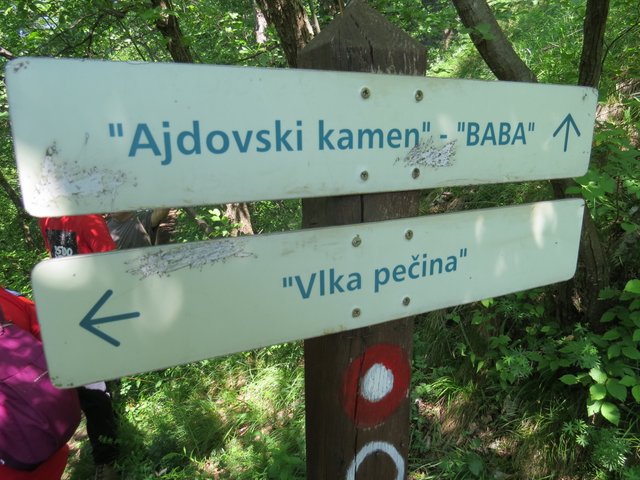 "Ajdovski kamen" - "BABA"
"Vlka pečina"